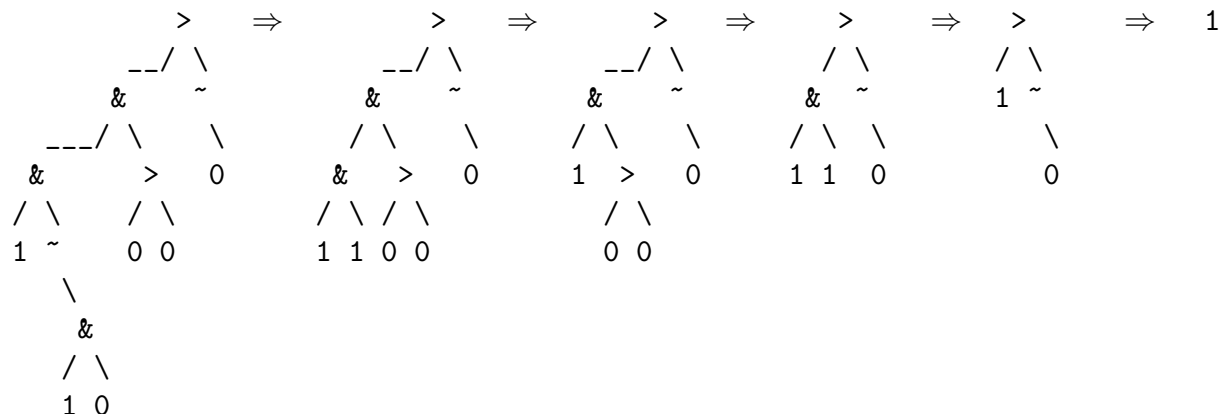 >   ⇒            >    ⇒          >   ⇒       >     ⇒  >      ⇒  1
          __/ \            __/ \           __/ \          / \         / \
         &     ~          &     ~         &     ~        &  ~        1 ~
   ___/ \     \         / \     \       / \     \      / \  \          \
 &       >    0        &   >    0      1  >     0      1 1  0          0
/ \     / \           / \ / \            / \
1 ~     0 0           1 1 0 0            0 0
   \
    &
   / \
   1 0